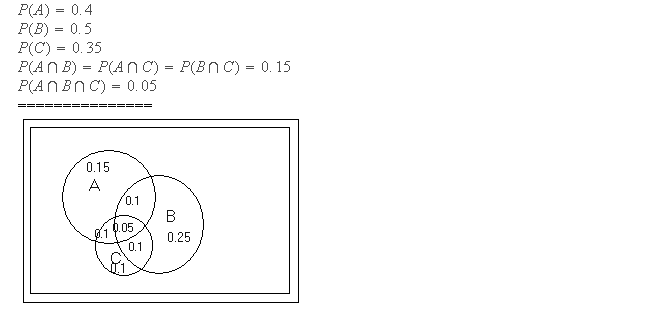 P(A) = 0.4
P(B) = 0.5
P(C) = 0.35
P(A∩B) = P(A∩C) = P(B∩C) = 0.15
P(A∩B∩C) = 0.05
===============
0.15
A
0.1
B
0.1 0.05
0.25
0.1
C
0.1